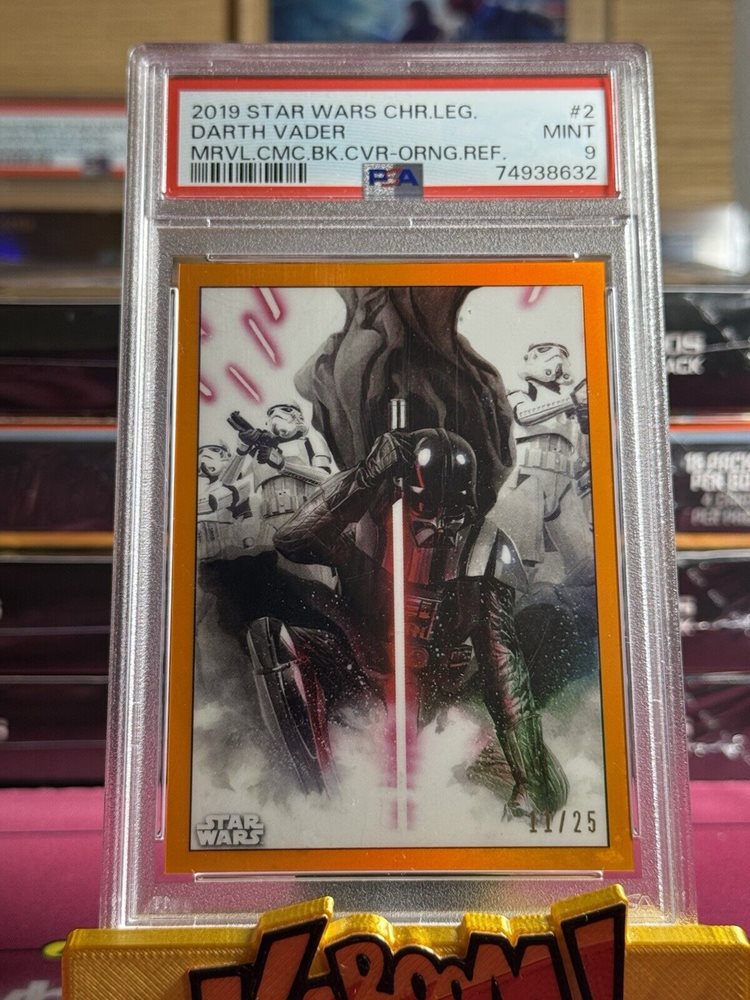 2019 STAR WARS CHR.LEG. #2
DARTH VADER MINT
MRVL.CMC.BK.CVR-ORNG.REF. 9
PSA 74938632
STAR WARS
11/25
KABOOM!